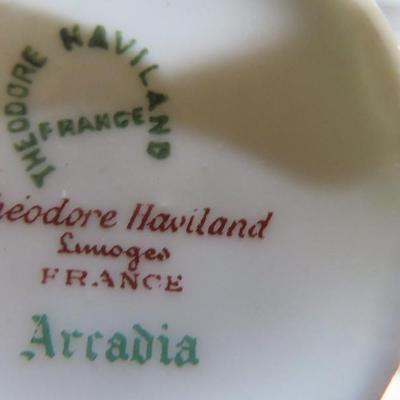 THEODORE HAVILAND
FRANCE
heodore Haviland
Limoges
FRANCE
Arcadia